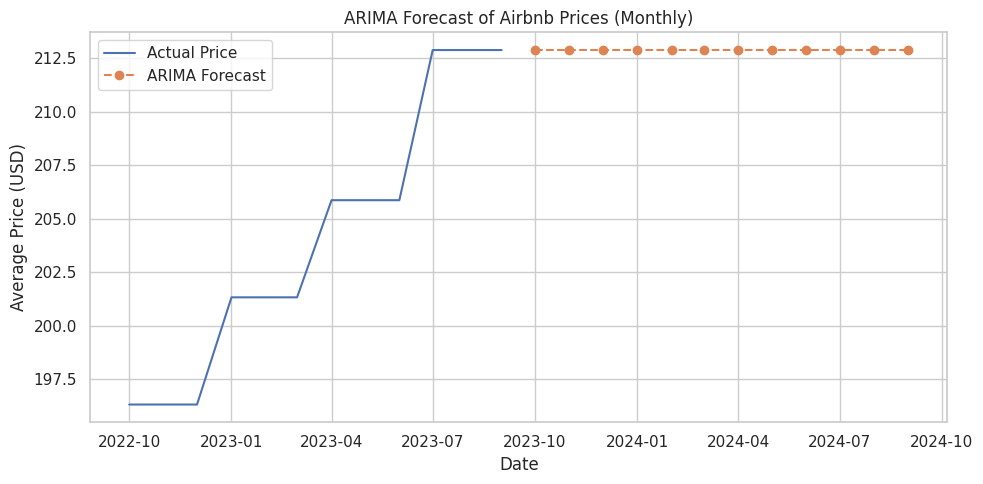 ARIMA Forecast of Airbnb Prices (Monthly)
Actual Price
ARIMA Forecast
Average Price (USD)
212.5
210.0
207.5
205.0
202.5
200.0
197.5
2022-10 2023-01 2023-04 2023-07 2023-10 2024-01 2024-04 2024-07 2024-10
Date